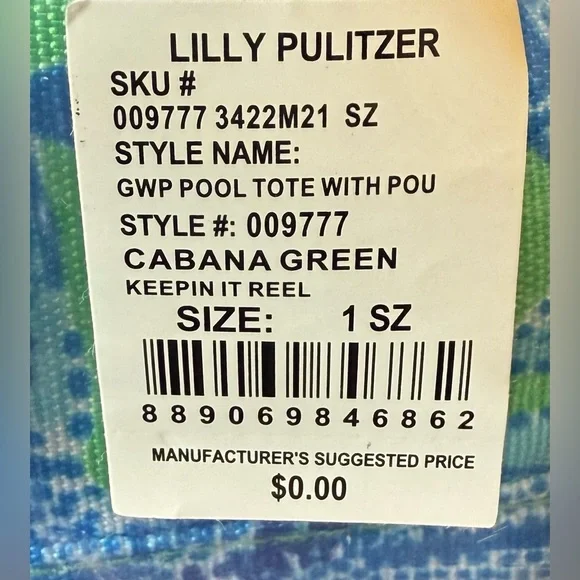 LILLY PULITZER
SKU #
009777 3422M21 SZ
STYLE NAME:
GWP POOL TOTE WITH POU
STYLE #: 009777
CABANA GREEN
KEEPIN IT REEL
SIZE: 1 SZ
889069846862
MANUFACTURER'S SUGGESTED PRICE
$0.00